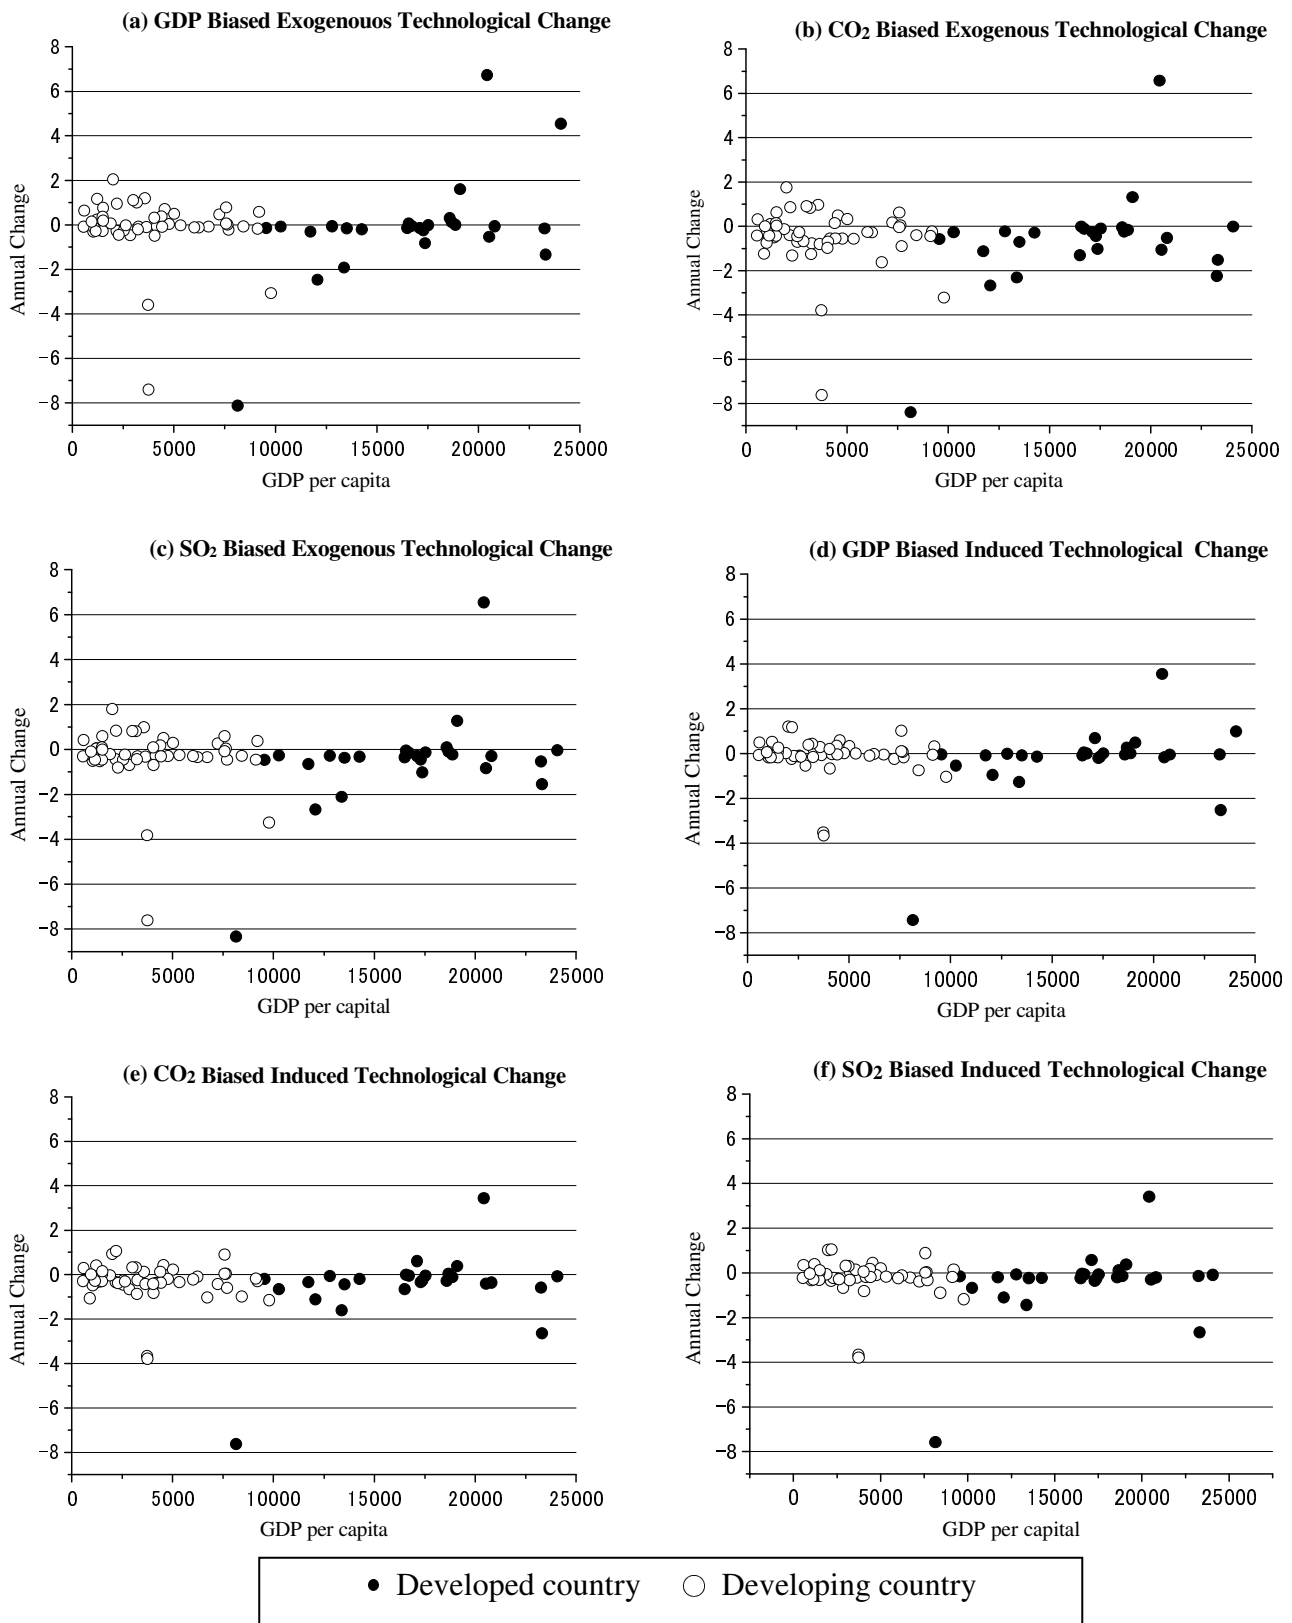 (a) GDP Biased Exogenouos Technological Change
8
6
4
2
0
−2
−4
−6
−8
Annual Change
0 5000 10000 15000 20000 25000
GDP per capita
(b) CO2 Biased Exogenous Technological Change
8
6
4
2
0
−2
−4
−6
−8
Annual Change
0 5000 10000 15000 20000 25000
GDP per capita
(c) SO2 Biased Exogenous Technological Change
8
6
4
2
0
−2
−4
−6
−8
Annual Change
0 5000 10000 15000 20000 25000
GDP per capital
(d) GDP Biased Induced Technological Change
8
6
4
2
0
−2
−4
−6
−8
Annual Change
0 5000 10000 15000 20000 25000
GDP per capita
(e) CO2 Biased Induced Technological Change
8
6
4
2
0
−2
−4
−6
−8
Annual Change
0 5000 10000 15000 20000 25000
GDP per capita
(f) SO2 Biased Induced Technological Change
8
6
4
2
0
−2
−4
−6
−8
Annual Change
0 5000 10000 15000 20000 25000
GDP per capital
Developed country Developing country